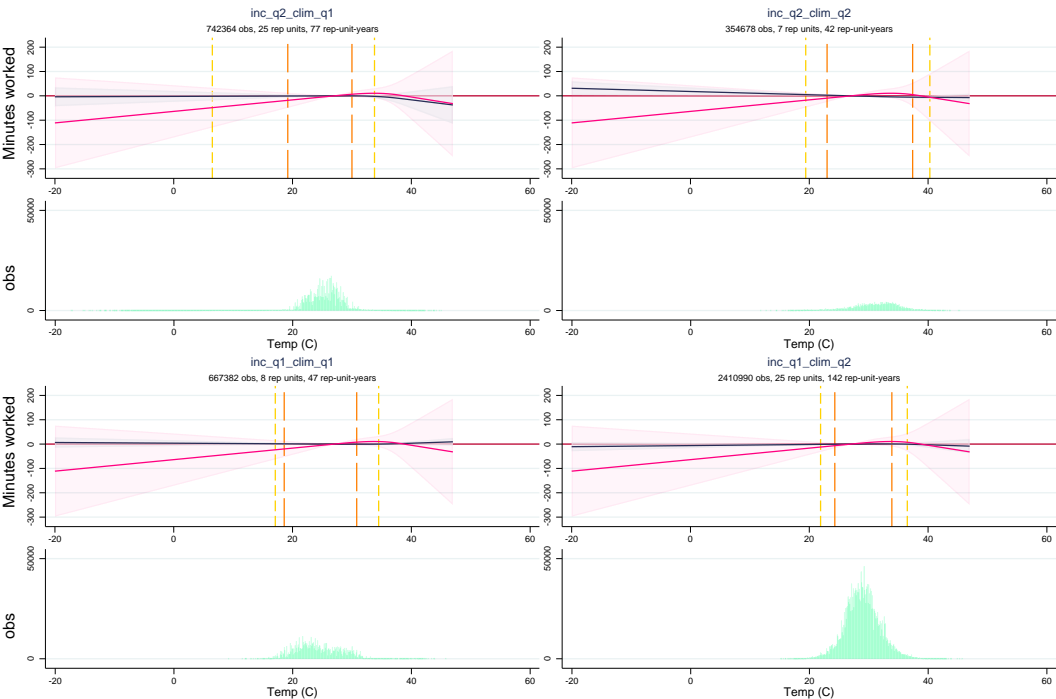 inc_q2_clim_q1
742364 obs, 25 rep units, 77 rep-unit-years
Minutes worked
200
100
0
-100
-200
-300
-20 0 20 40 60
inc_q2_clim_q2
354678 obs, 7 rep units, 42 rep-unit-years
200
100
0
-100
-200
-300
-20 0 20 40 60
obs
50000
0
-20 0 20 40 60
Temp (C)
50000
0
-20 0 20 40 60
Temp (C)
inc_q1_clim_q1
667382 obs, 8 rep units, 47 rep-unit-years
Minutes worked
200
100
0
-100
-200
-300
-20 0 20 40 60
inc_q1_clim_q2
2410990 obs, 25 rep units, 142 rep-unit-years
200
100
0
-100
-200
-300
-20 0 20 40 60
obs
50000
0
-20 0 20 40 60
Temp (C)
50000
0
-20 0 20 40 60
Temp (C)